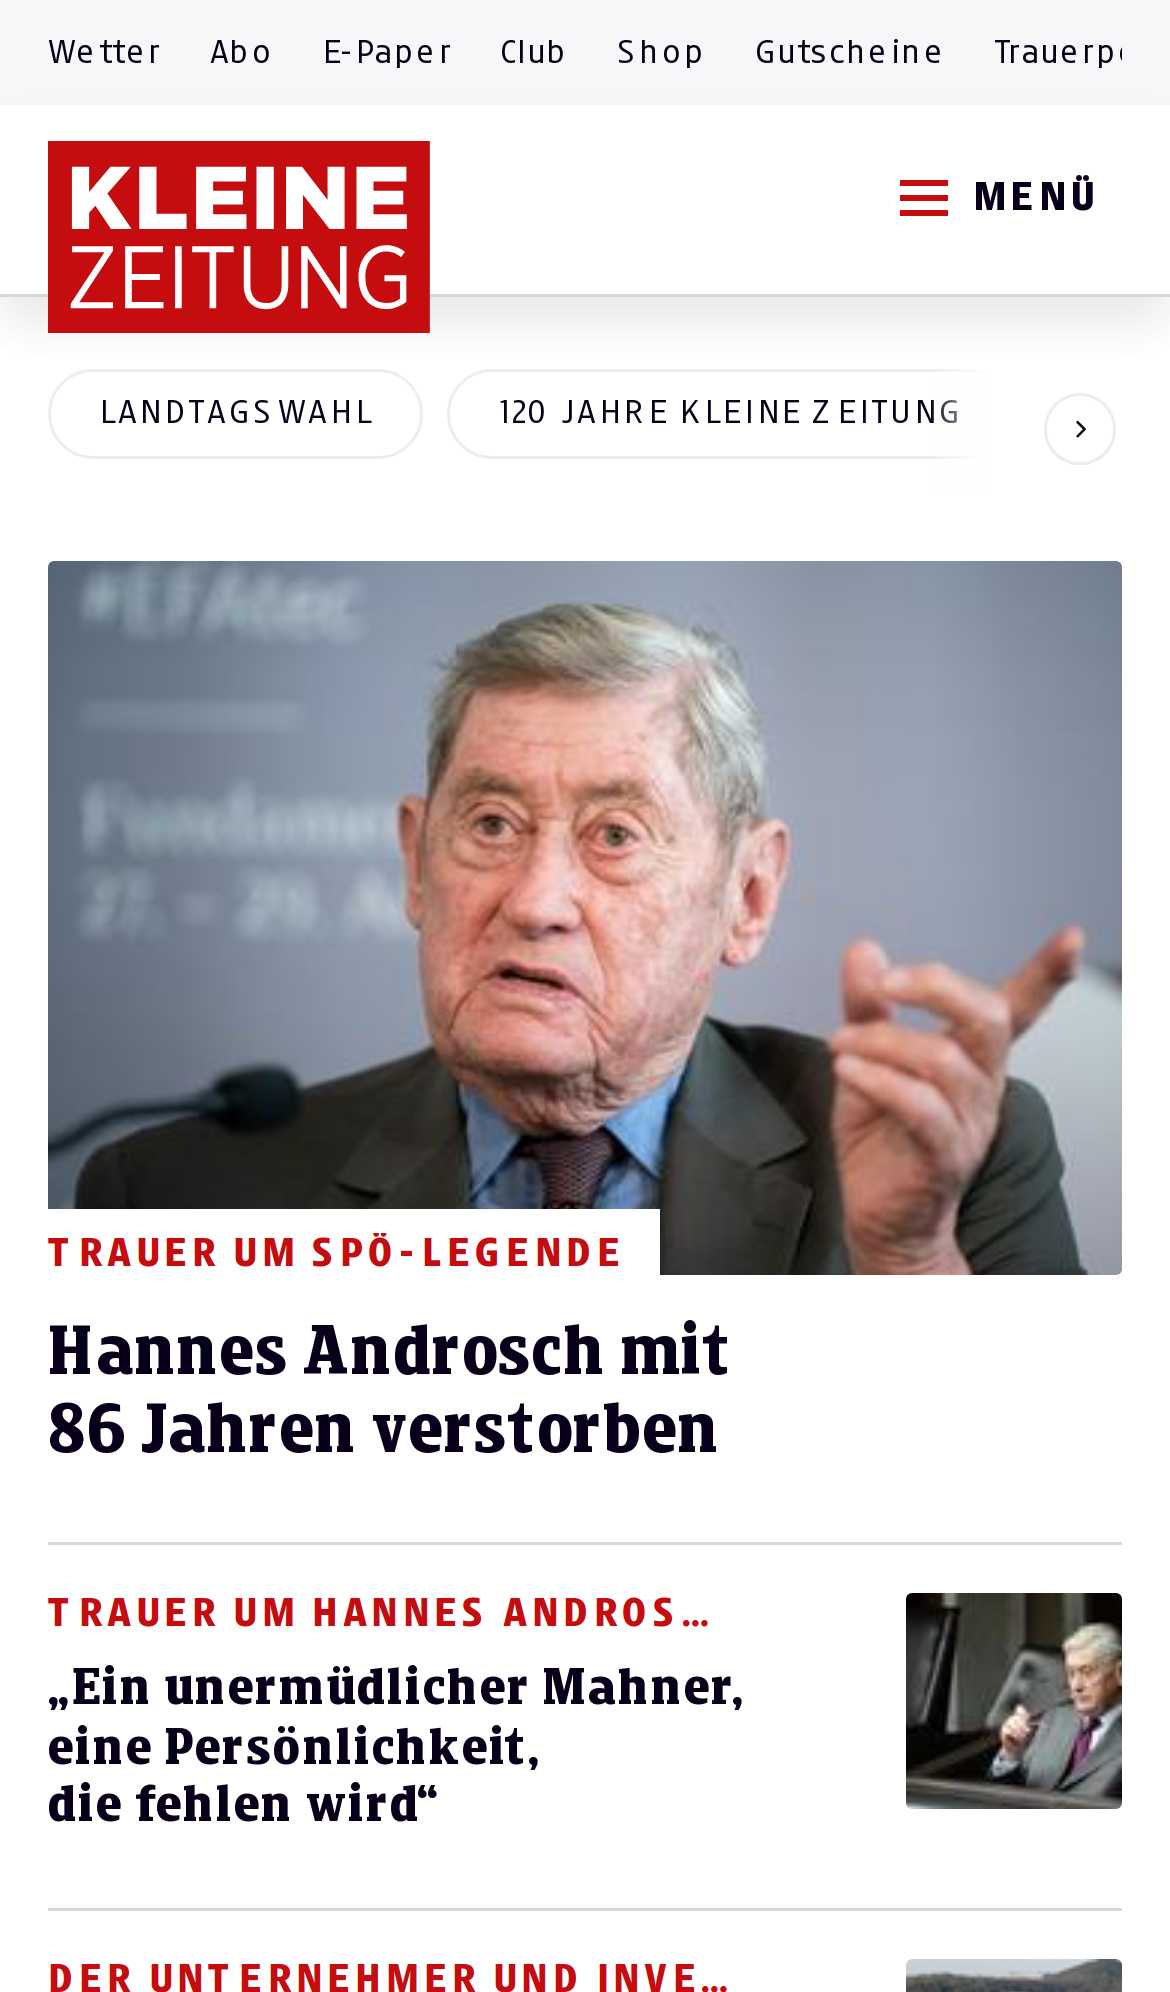 Wetter Abo E-Paper Club Shop Gutscheine
KLEINE
ZEITUNG
MENÜ
LANDTAGSWAHL 120 JAHRE KLEINE ZEITUNG
27. - 29. A
TRAUER UM SPÖ-LEGENDE
Hannes Androsch mit
86 Jahren verstorben
TRAUER UM HANNES ANDROS…
„Ein unermüdlicher Mahner,
eine Persönlichkeit,
die fehlen wird“
DER UNTERNEHMER UND INVE…